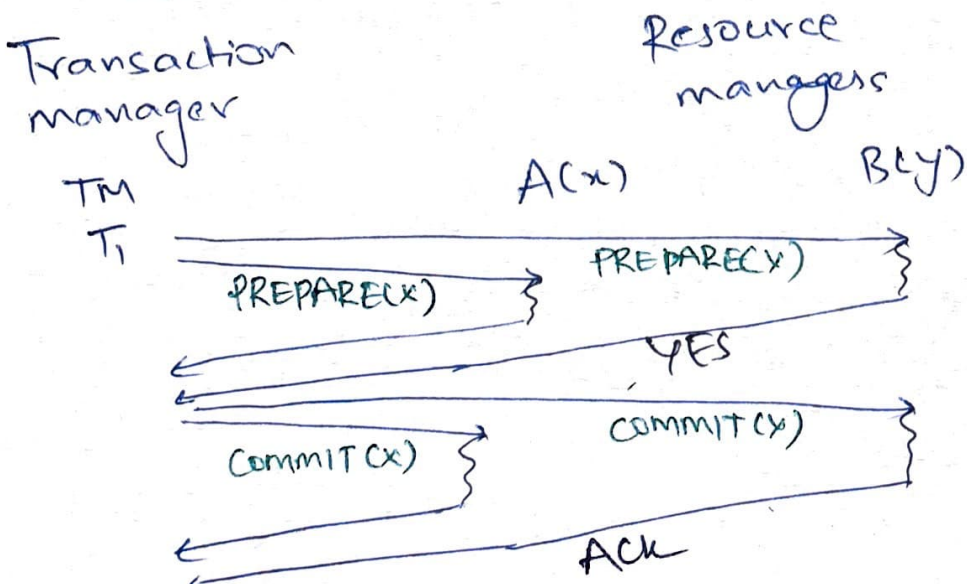 Transaction
manager
Resource
managers
TM
A(x)
B(y)
T1
PREPARE(Y)
PREPARE(X)
YES
COMMIT(Y)
COMMIT(X)
ACK